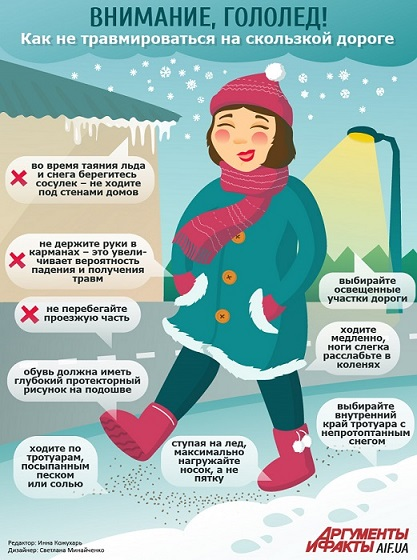 ВНИМАНИЕ, ГОЛОЛЕД!
Как не травмироваться на скользкой дороге
во время таяния льда
и снега берегитесь
сосулек – не ходите
под стенами домов
не держите руки в
карманах – это увели-
чивает вероятность
падения и получения
травм
не перебегайте
проезжую часть
выбирайте
освещенные
участки дороги
ходите
медленно,
ноги слегка
расслабьте в
коленях
обувь должна иметь
глубокий протекторный
рисунок на подошве
выбирайте
внутренний
край тротуара с
непротоптанным
снегом
ходите по
тротуарам,
посыпанным
песком
или солью
ступая на лед,
максимально
нагружайте
носок, а не
пятку
Редактор: Инна Кожухарь
Дизайнер: Светлана Минайченко
АРГУМЕНТЫ
И ФАКТЫ AIF.UA